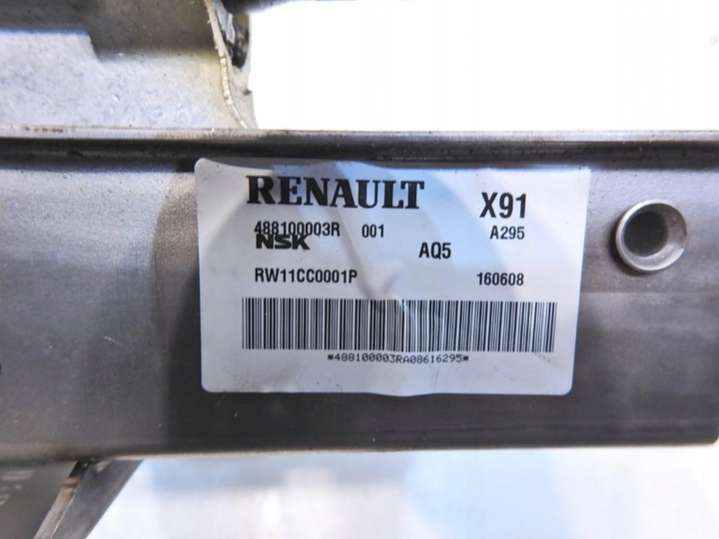 RENAULT X91
488100003R 001 A295
NSK AQ5
RW11CC0001P 160608
*488100003RA08616295*